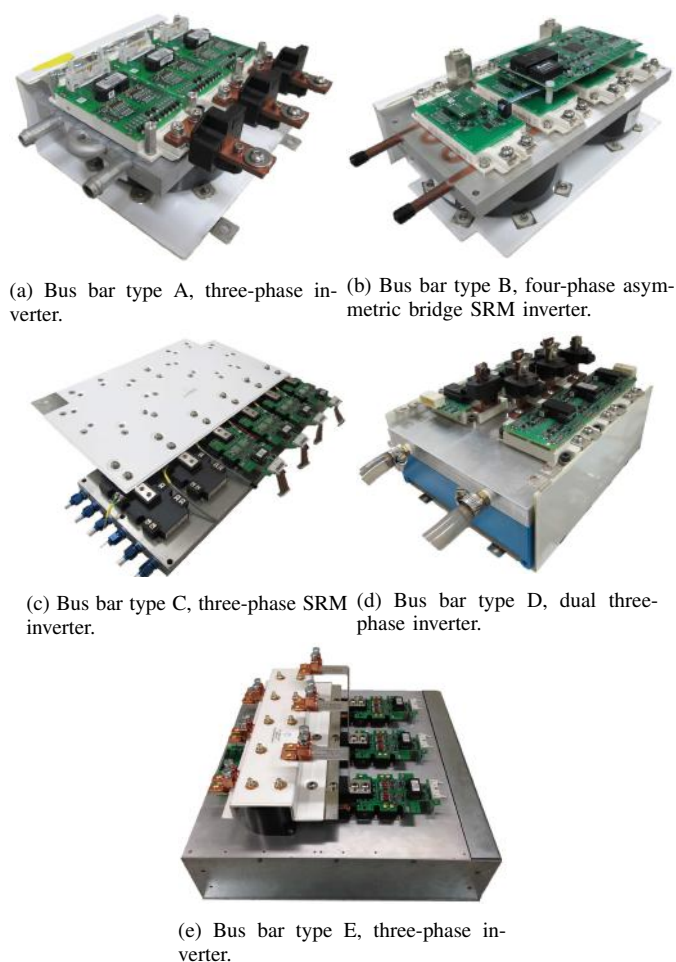 (a) Bus bar type A, three-phase in-
verter.
(b) Bus bar type B, four-phase asym-
metric bridge SRM inverter.
(c) Bus bar type C, three-phase SRM
inverter.
(d) Bus bar type D, dual three-
phase inverter.
(e) Bus bar type E, three-phase in-
verter.